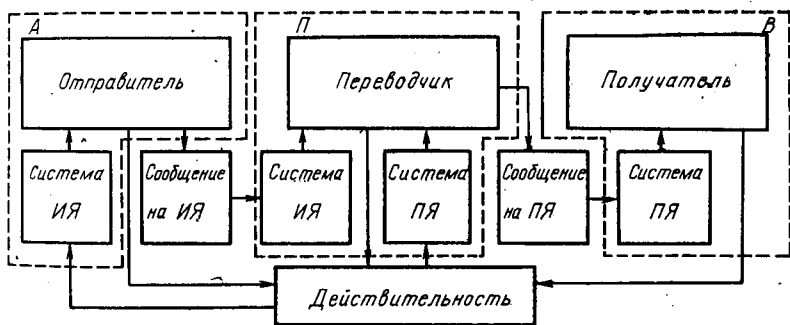 А
П
В
Отправитель
Переводчик
Получатель
Система
ИЯ
Сообщение
на ИЯ
Система
ИЯ
Система
ПЯ
Сообщение
на ПЯ
Система
ПЯ
Действительность